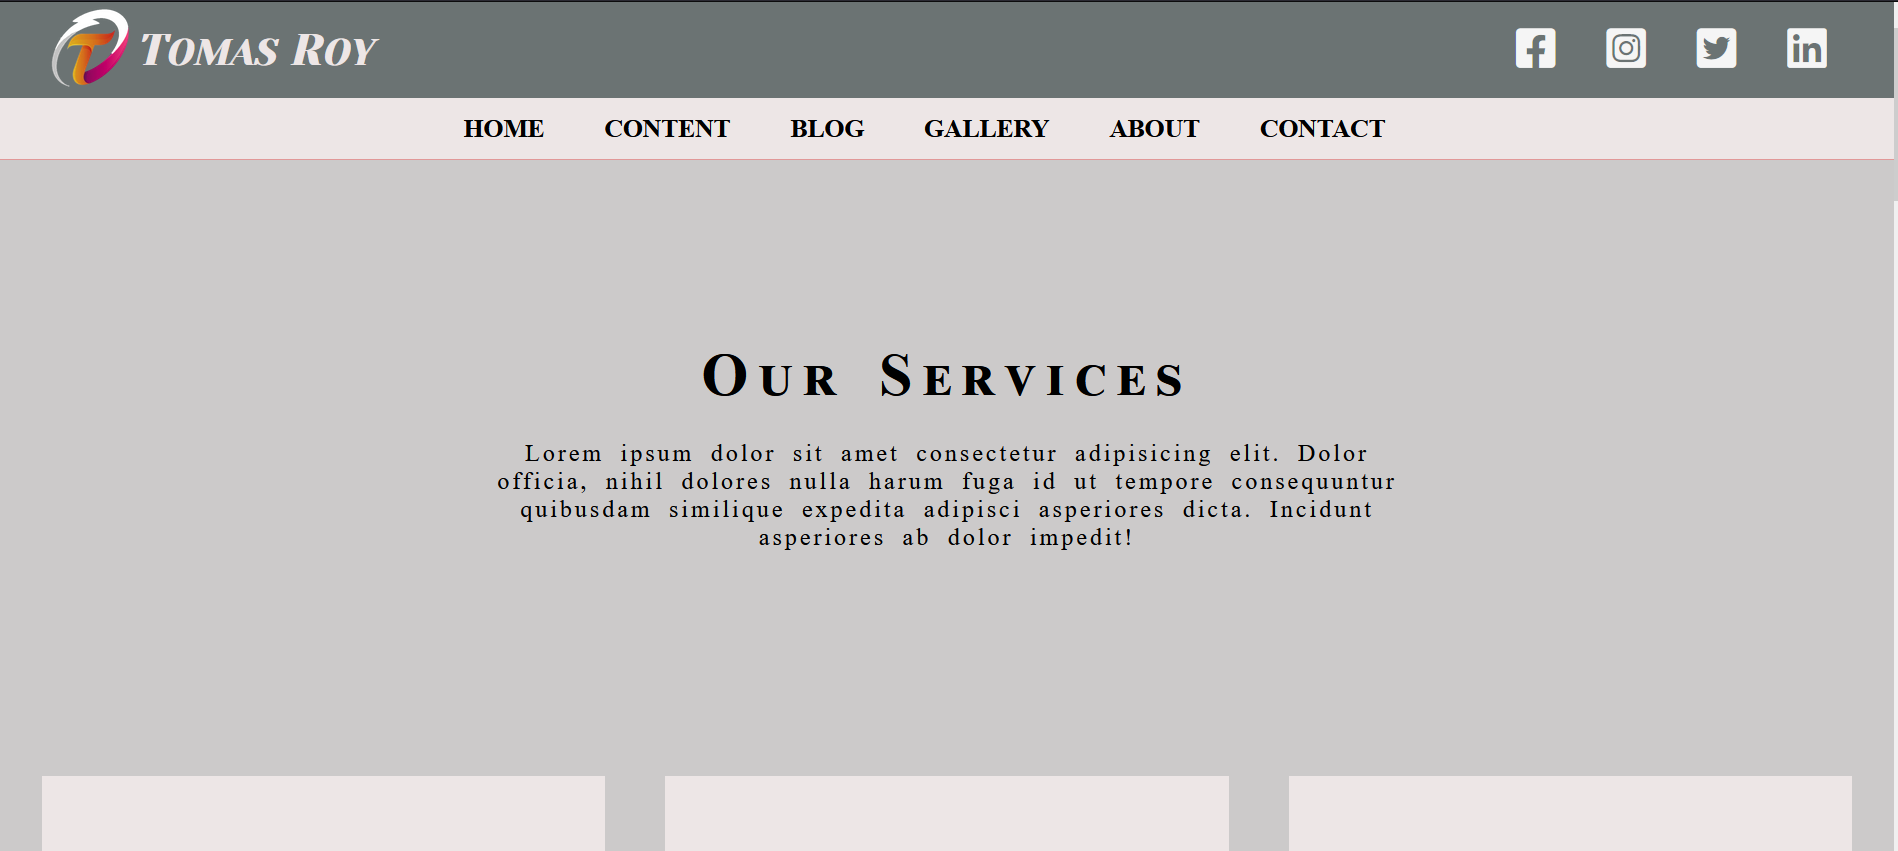 TOMAS ROY
HOME CONTENT BLOG GALLERY ABOUT CONTACT
OUR SERVICES
Lorem ipsum dolor sit amet consectetur adipisicing elit. Dolor
officia, nihil dolores nulla harum fuga id ut tempore consequuntur
quibusdam similique expedita adipisci asperiores dicta. Incidunt
asperiores ab dolor impedit!